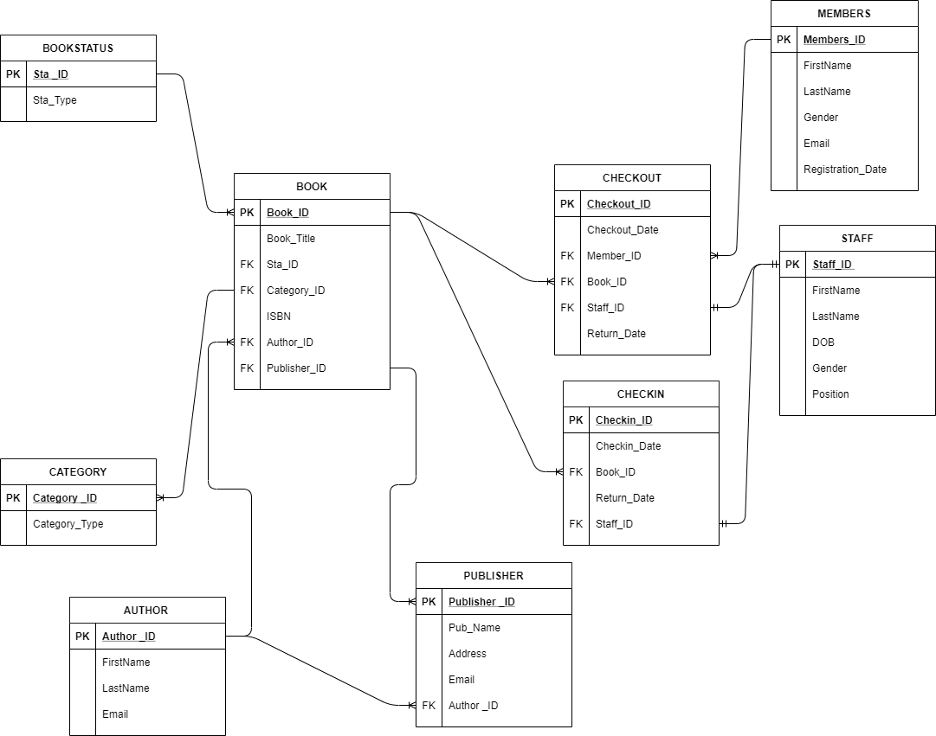 BOOKSTATUS
PK Sta _ID
Sta_Type
BOOK
PK Book_ID
Book_Title
FK Sta_ID
FK Category_ID
ISBN
FK Author_ID
FK Publisher_ID
CATEGORY
PK Category _ID
Category_Type
AUTHOR
PK Author _ID
FirstName
LastName
Email
PUBLISHER
PK Publisher _ID
Pub_Name
Address
Email
FK Author _ID
CHECKOUT
PK Checkout_ID
Checkout_Date
FK Member_ID
FK Book_ID
FK Staff_ID
Return_Date
CHECKIN
PK Checkin_ID
Checkin_Date
FK Book_ID
Return_Date
FK Staff_ID
MEMBERS
PK Members_ID
FirstName
LastName
Gender
Email
Registration_Date
STAFF
PK Staff_ID
FirstName
LastName
DOB
Gender
Position